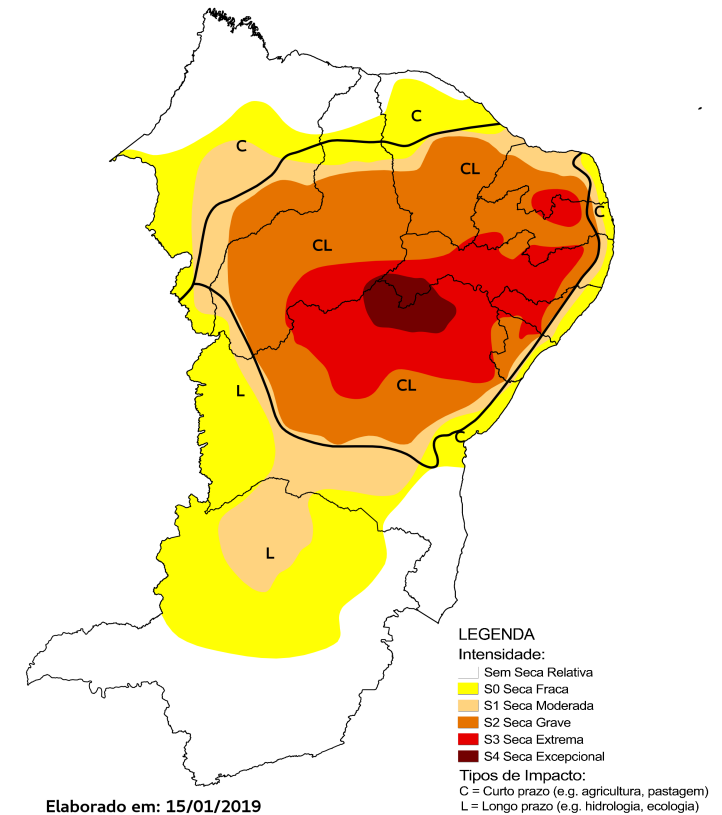 C
C
CL
C
CL
CL
L
L
LEGENDA
Intensidade:
Sem Seca Relativa
S0 Seca Fraca
S1 Seca Moderada
S2 Seca Grave
S3 Seca Extrema
S4 Seca Excepcional
Tipos de Impacto:
C = Curto prazo (e.g. agricultura, pastagem)
L = Longo prazo (e.g. hidrologia, ecologia)
Elaborado em: 15/01/2019